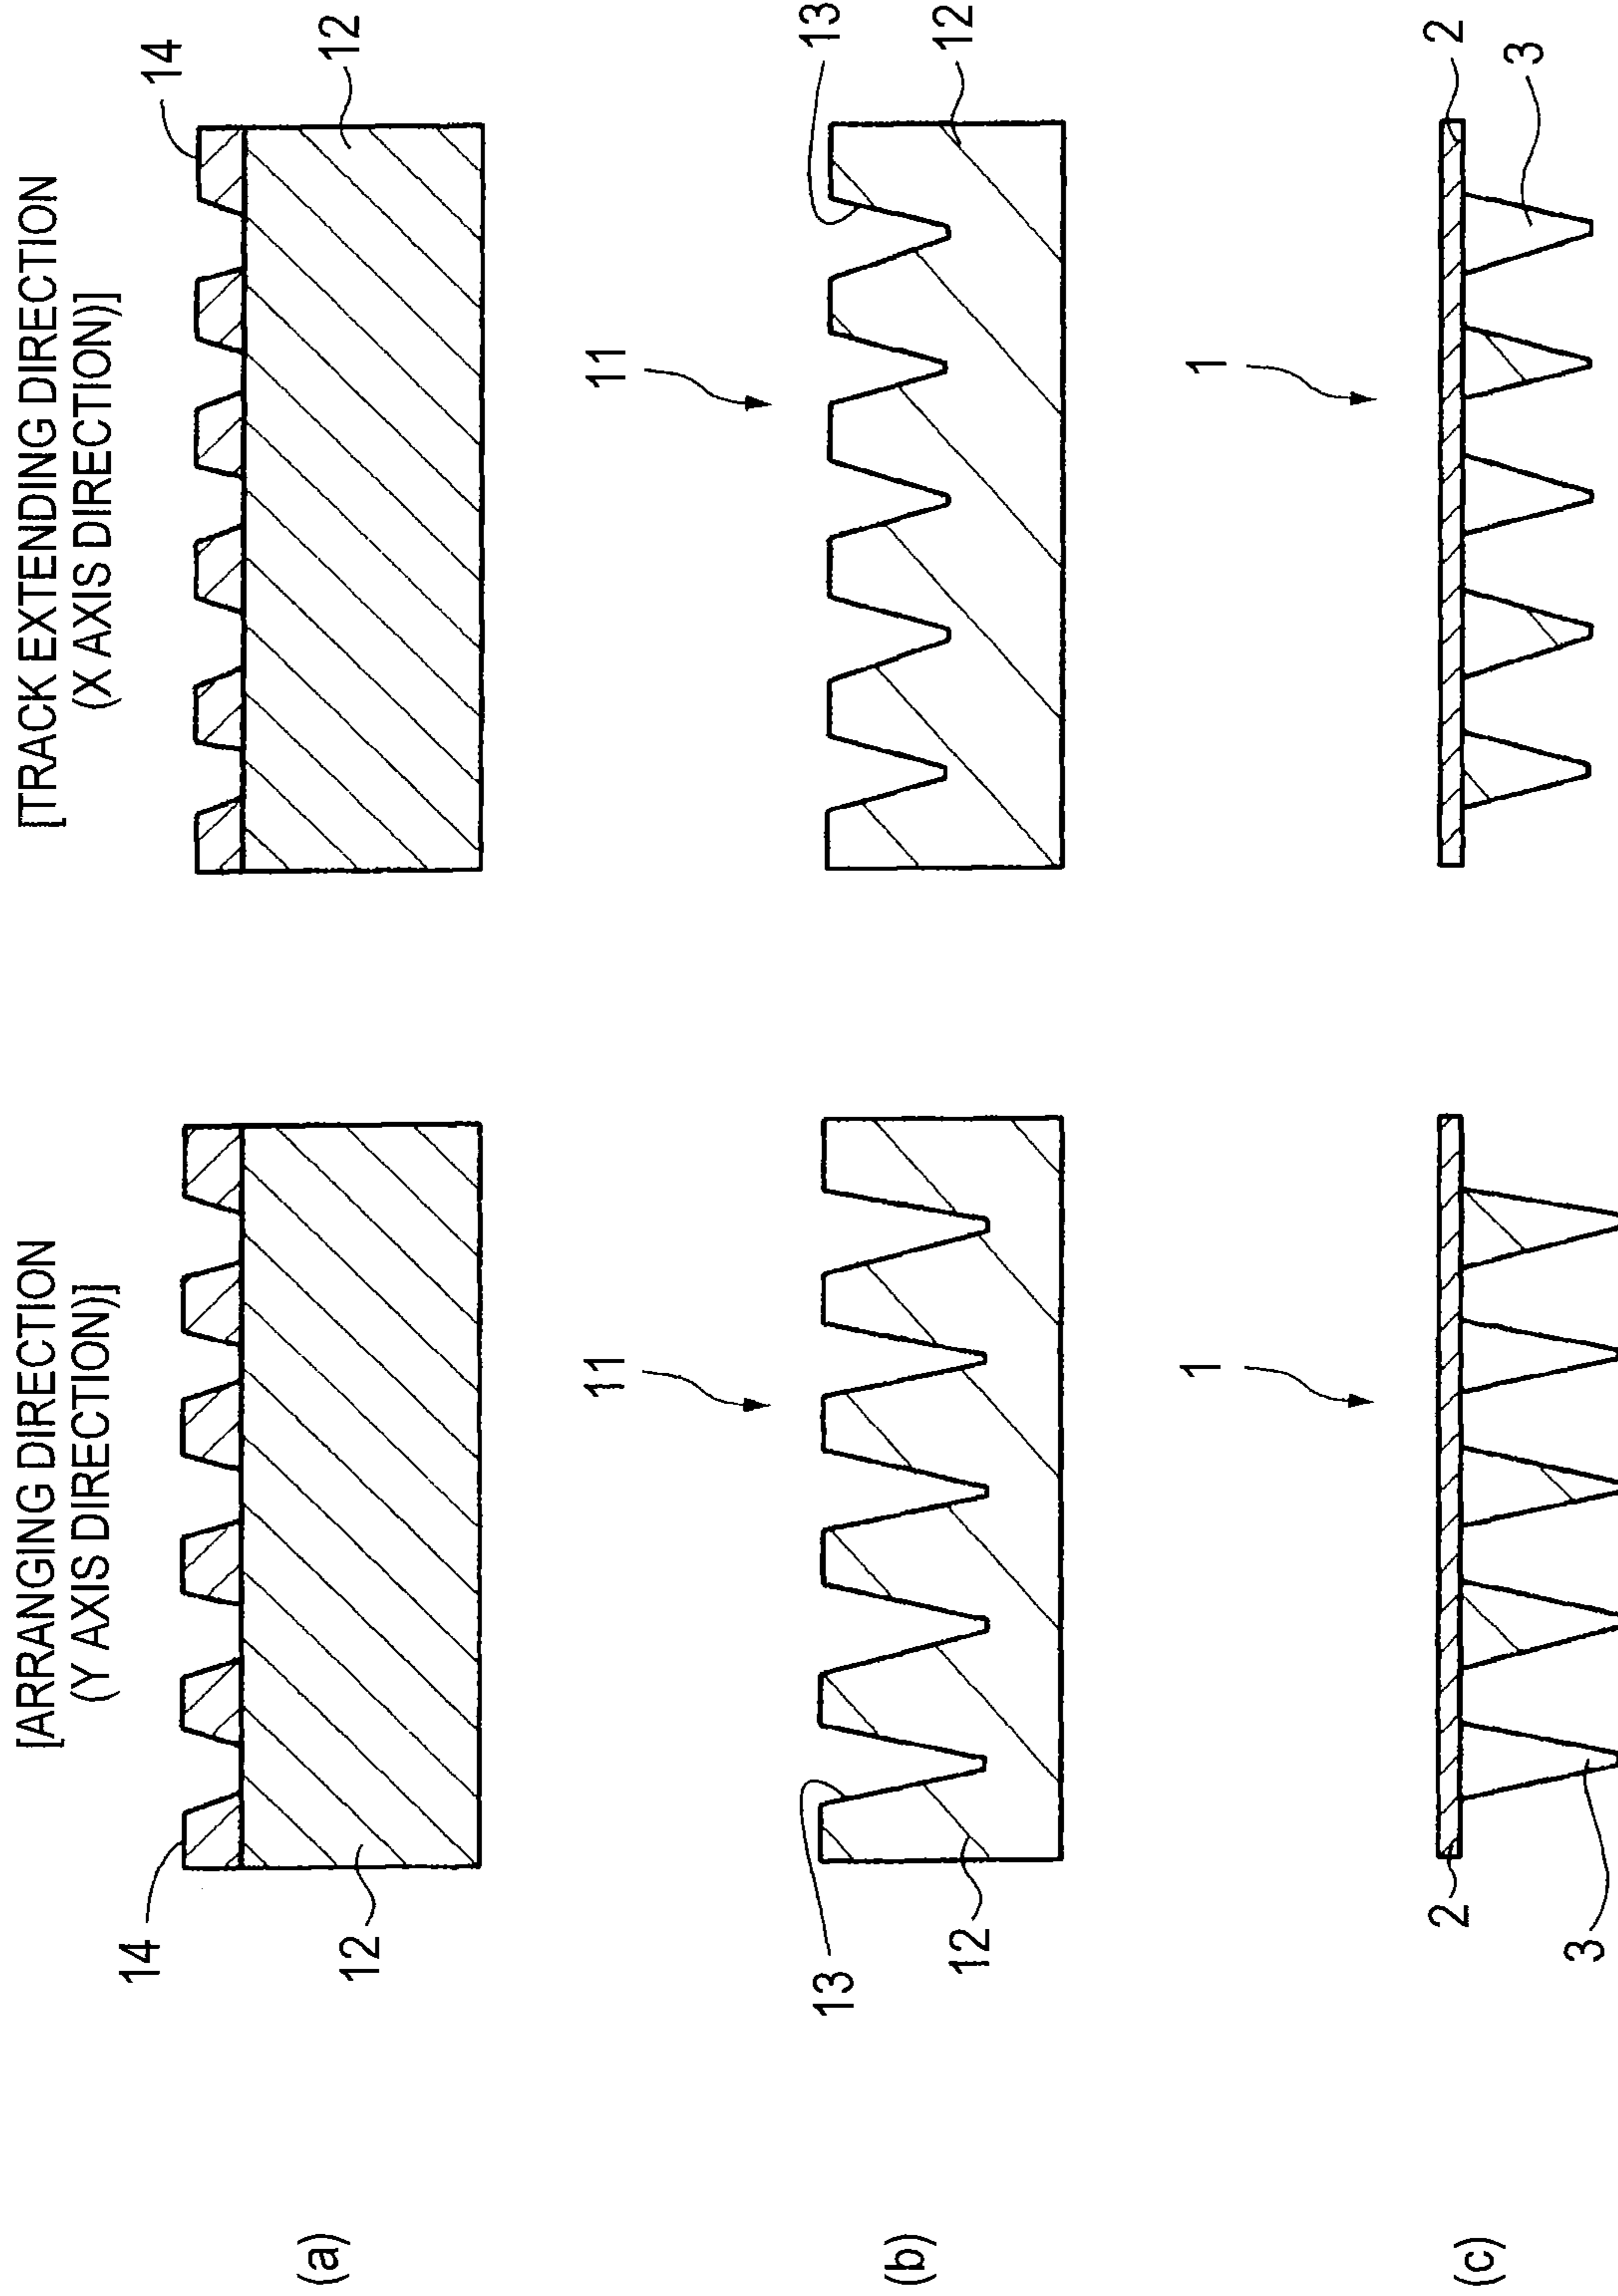 [ARRANGING DIRECTION
(Y AXIS DIRECTION)]
[TRACK EXTENDING DIRECTION
(X AXIS DIRECTION)]
(a)
14
12
14
12
(b)
11
13
12
11
13
12
(c)
1
2
3
1
2
3